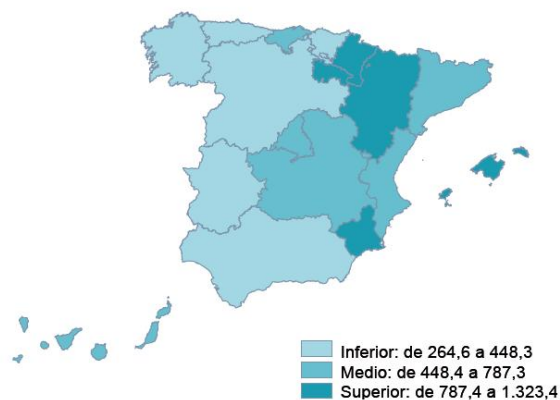 Inferior: de 264,6 a 448,3
Medio: de 448,4 a 787,3
Superior: de 787,4 a 1.323,4